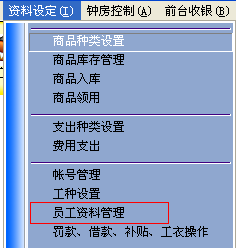 资料设定(I) 钟房控制(A) 前台收银(B)
商品种类设置
商品库存管理
商品入库
商品领用
支出种类设置
费用支出
帐号管理
工种设置
员工资料管理
罚款、借款、补贴、工衣操作